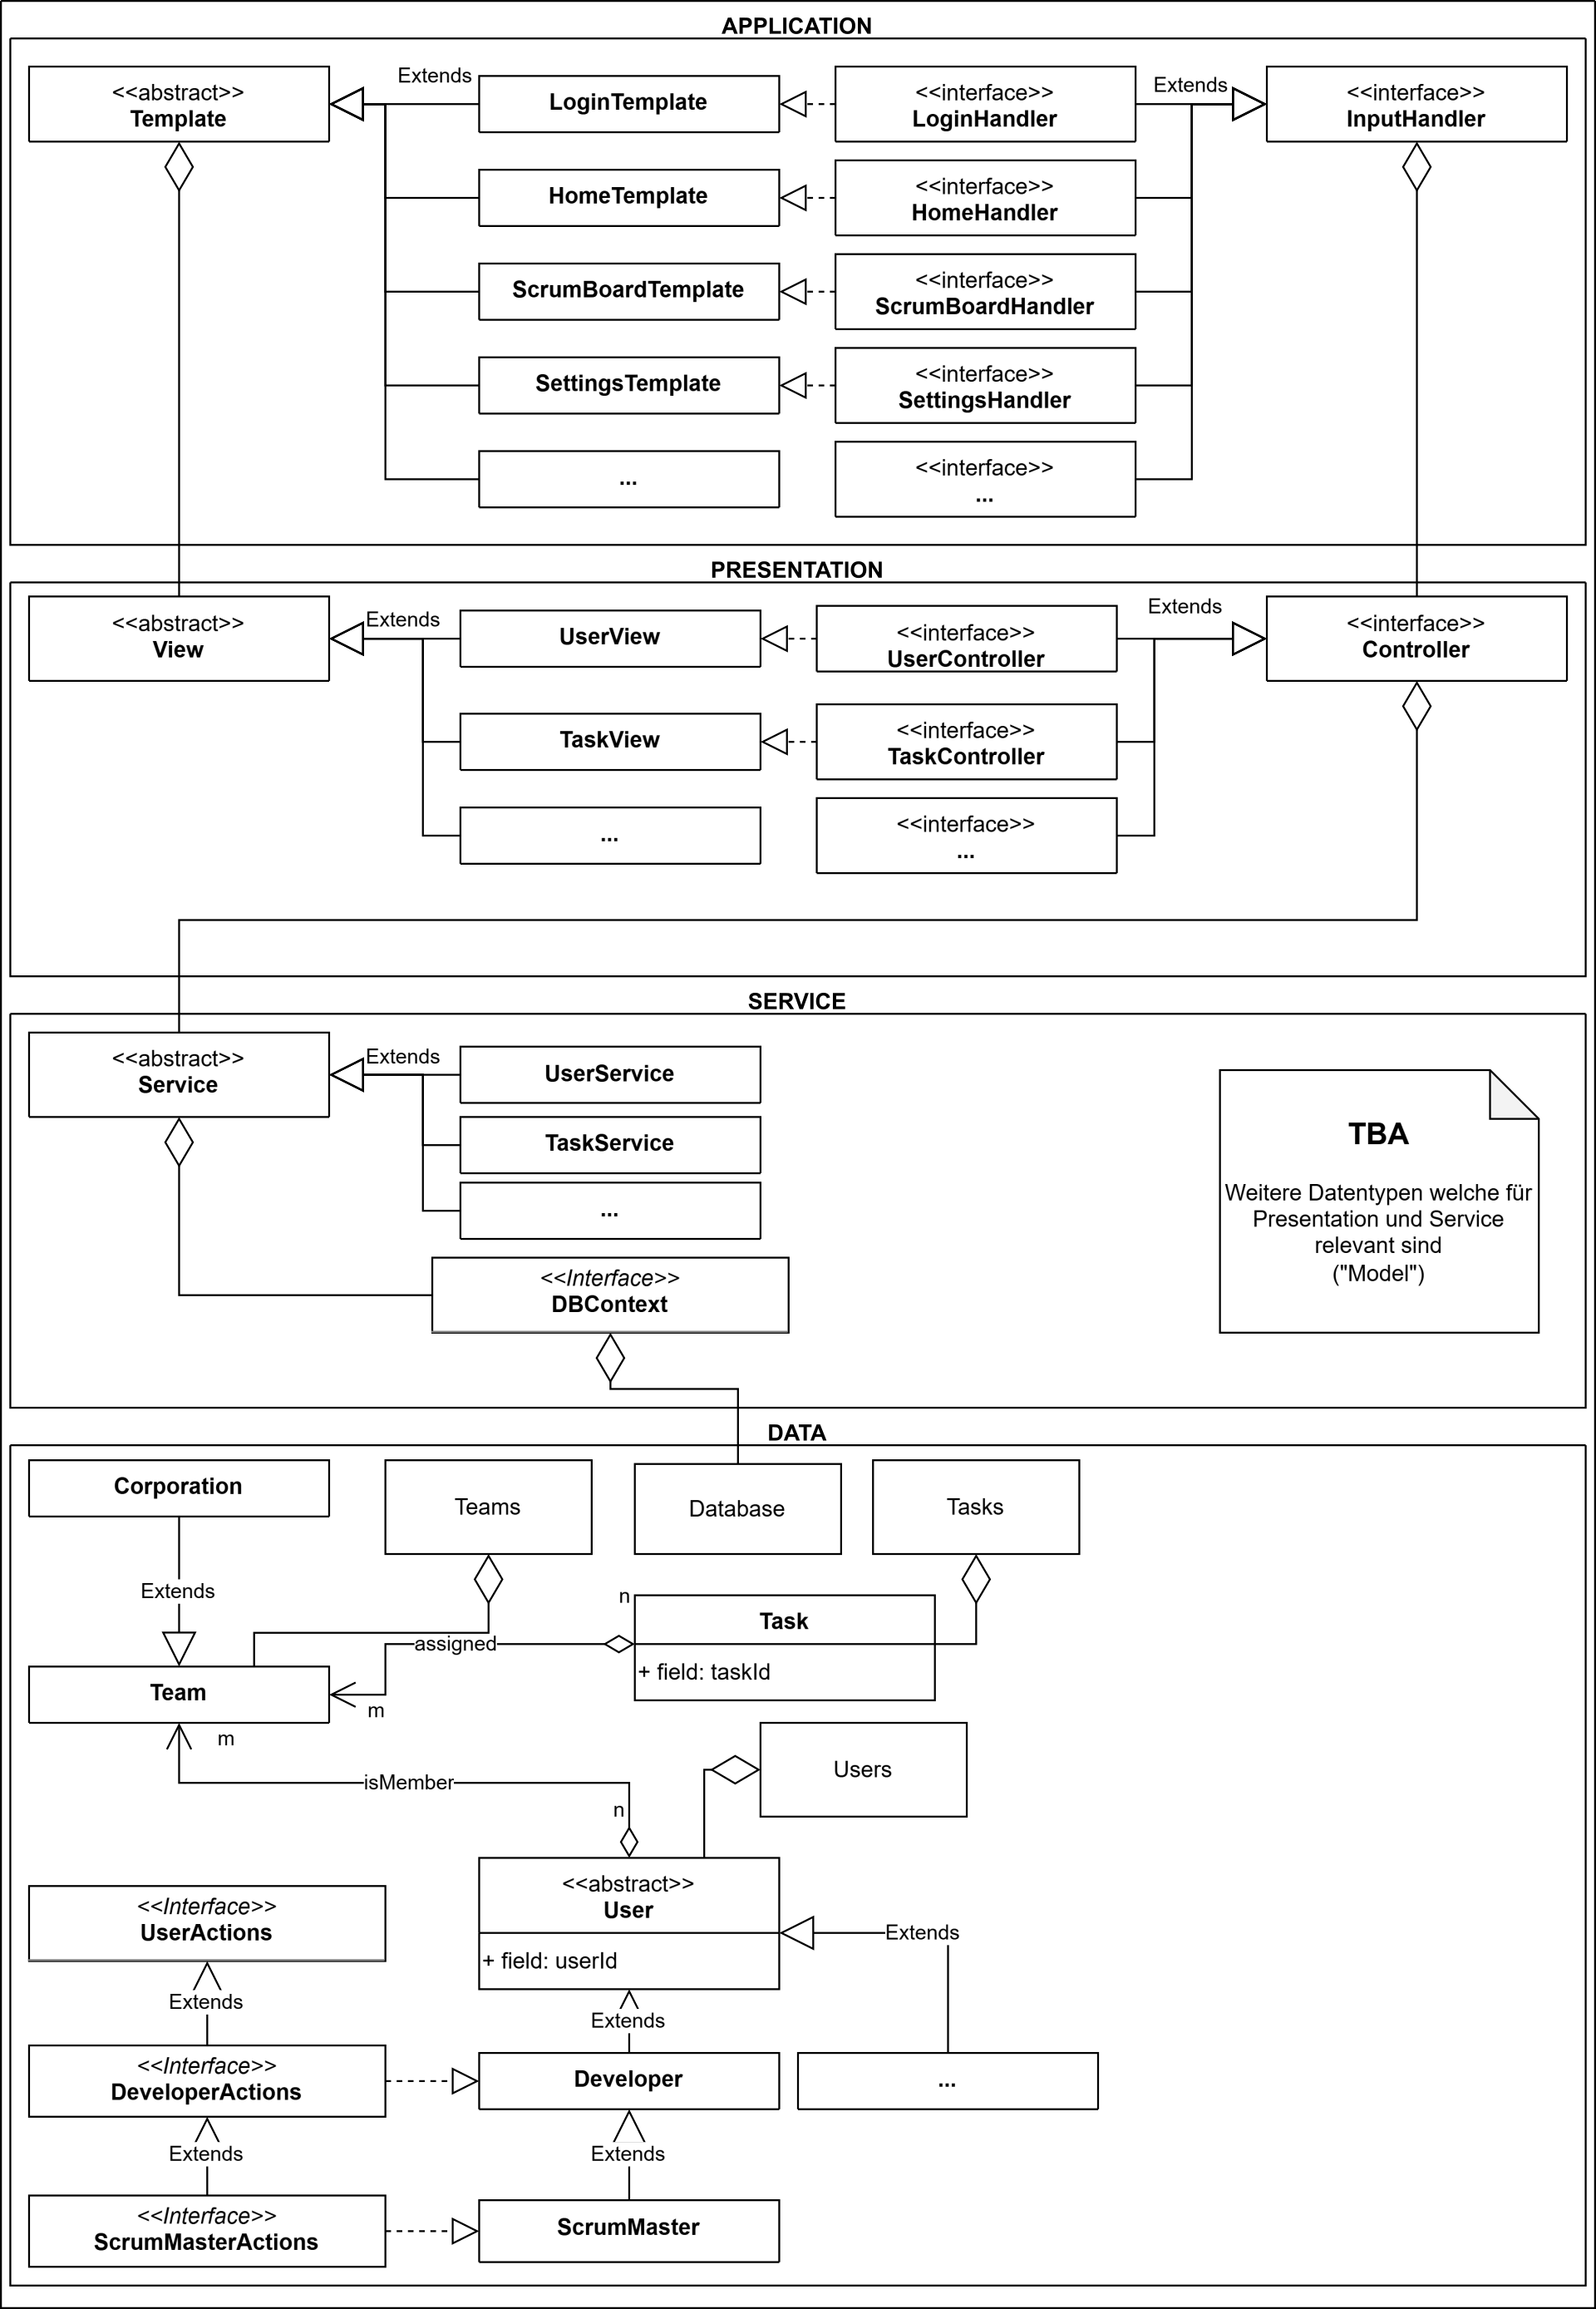 APPLICATION
<<abstract>>
Template
Extends
LoginTemplate
<<interface>>
LoginHandler
Extends
<<interface>>
InputHandler
HomeTemplate
<<interface>>
HomeHandler
ScrumBoardTemplate
<<interface>>
ScrumBoardHandler
SettingsTemplate
<<interface>>
SettingsHandler
...
<<interface>>
...
PRESENTATION
<<abstract>>
View
Extends
UserView
<<interface>>
UserController
Extends
<<interface>>
Controller
TaskView
<<interface>>
TaskController
...
<<interface>>
...
SERVICE
<<abstract>>
Service
Extends
UserService
TaskService
...
<<Interface>>
DBContext
TBA
Weitere Datentypen welche für
Presentation und Service
relevant sind
("Model")
DATA
Corporation
Teams
Database
Tasks
Extends
n
Task
assigned
+ field: taskId
Team
m
m
isMember
Users
n
<<abstract>>
User
+ field: userId
Extends
<<Interface>>
UserActions
Extends
Extends
<<Interface>>
DeveloperActions
Developer
...
Extends
Extends
<<Interface>>
ScrumMasterActions
ScrumMaster